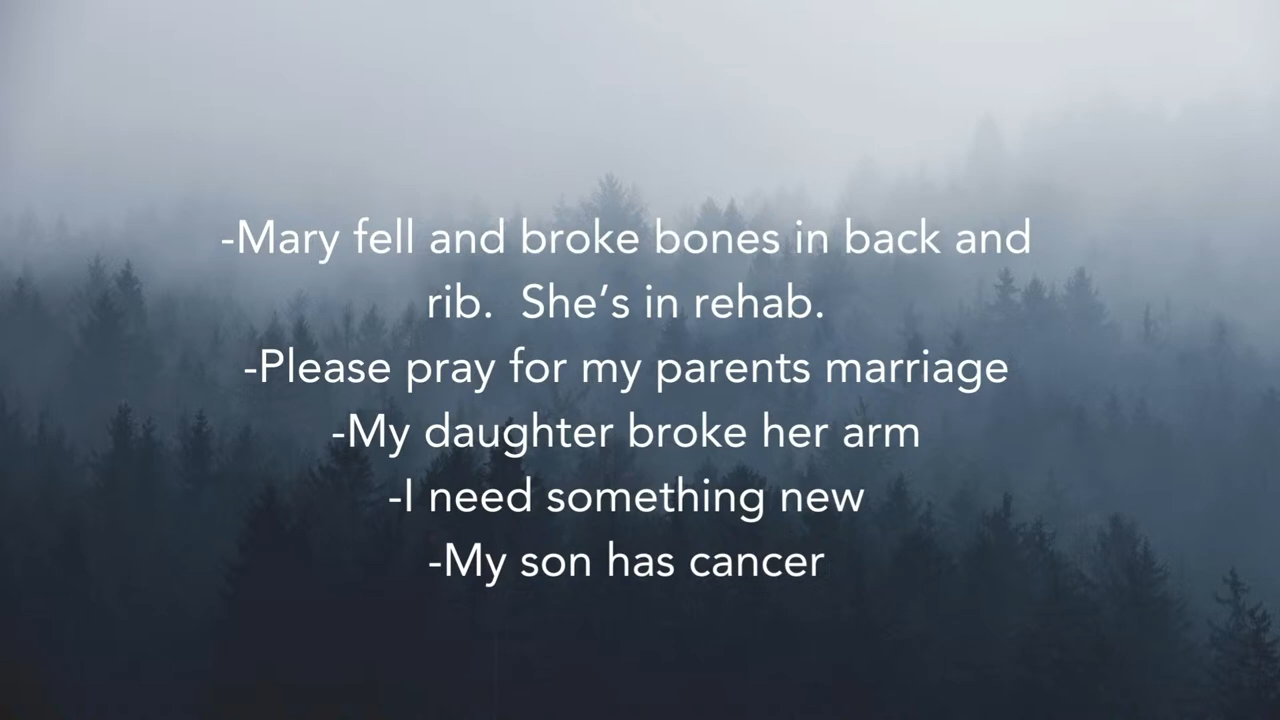 -Mary fell and broke bones in back and
rib.  She’s in rehab.
-Please pray for my parents marriage
-My daughter broke her arm
-I need something new
-My son has cancer